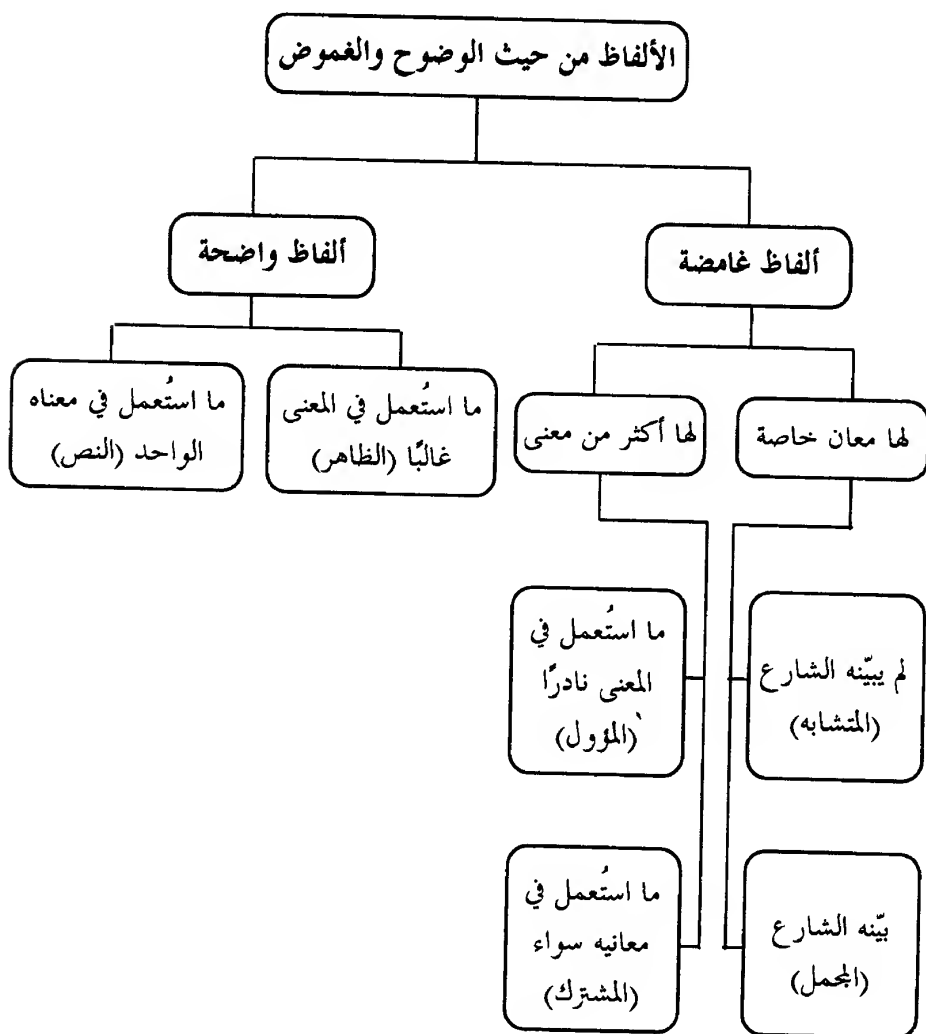 الألفاظ من حيث الوضوح والغموض
ألفاظ غامضة
ألفاظ واضحة
لها معان خاصة
لها أكثر من معنى
ما استُعمل في المعنى
غالبًا (الظاهر)
ما استُعمل في معناه
الواحد (النص)
لم يبيّنه الشارع
(المتشابه)
ما استُعمل في
المعنى نادرًا
(المؤول)
بيّنه الشارع
(المجمل)
ما استُعمل في
معانيه سواء
(المشترك)